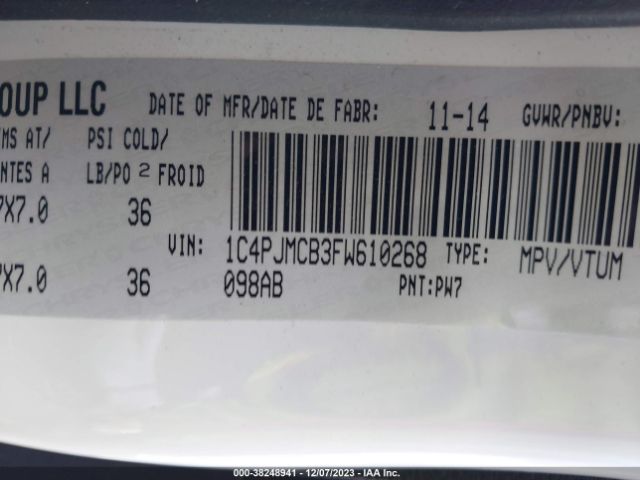 OUP LLC DATE OF MFR/DATE DE FABR: 11-14 GVWR/PNBV:
MS AT/ PSI COLD/
NTES A LB/PO 2 FROID
7X7.0 36
VIN: 1C4PJMCB3FW610268 TYPE: MPV/VTUM
7X7.0 36 098AB PNT:PW7
000-38248941 - 12/07/2023 - IAA Inc.